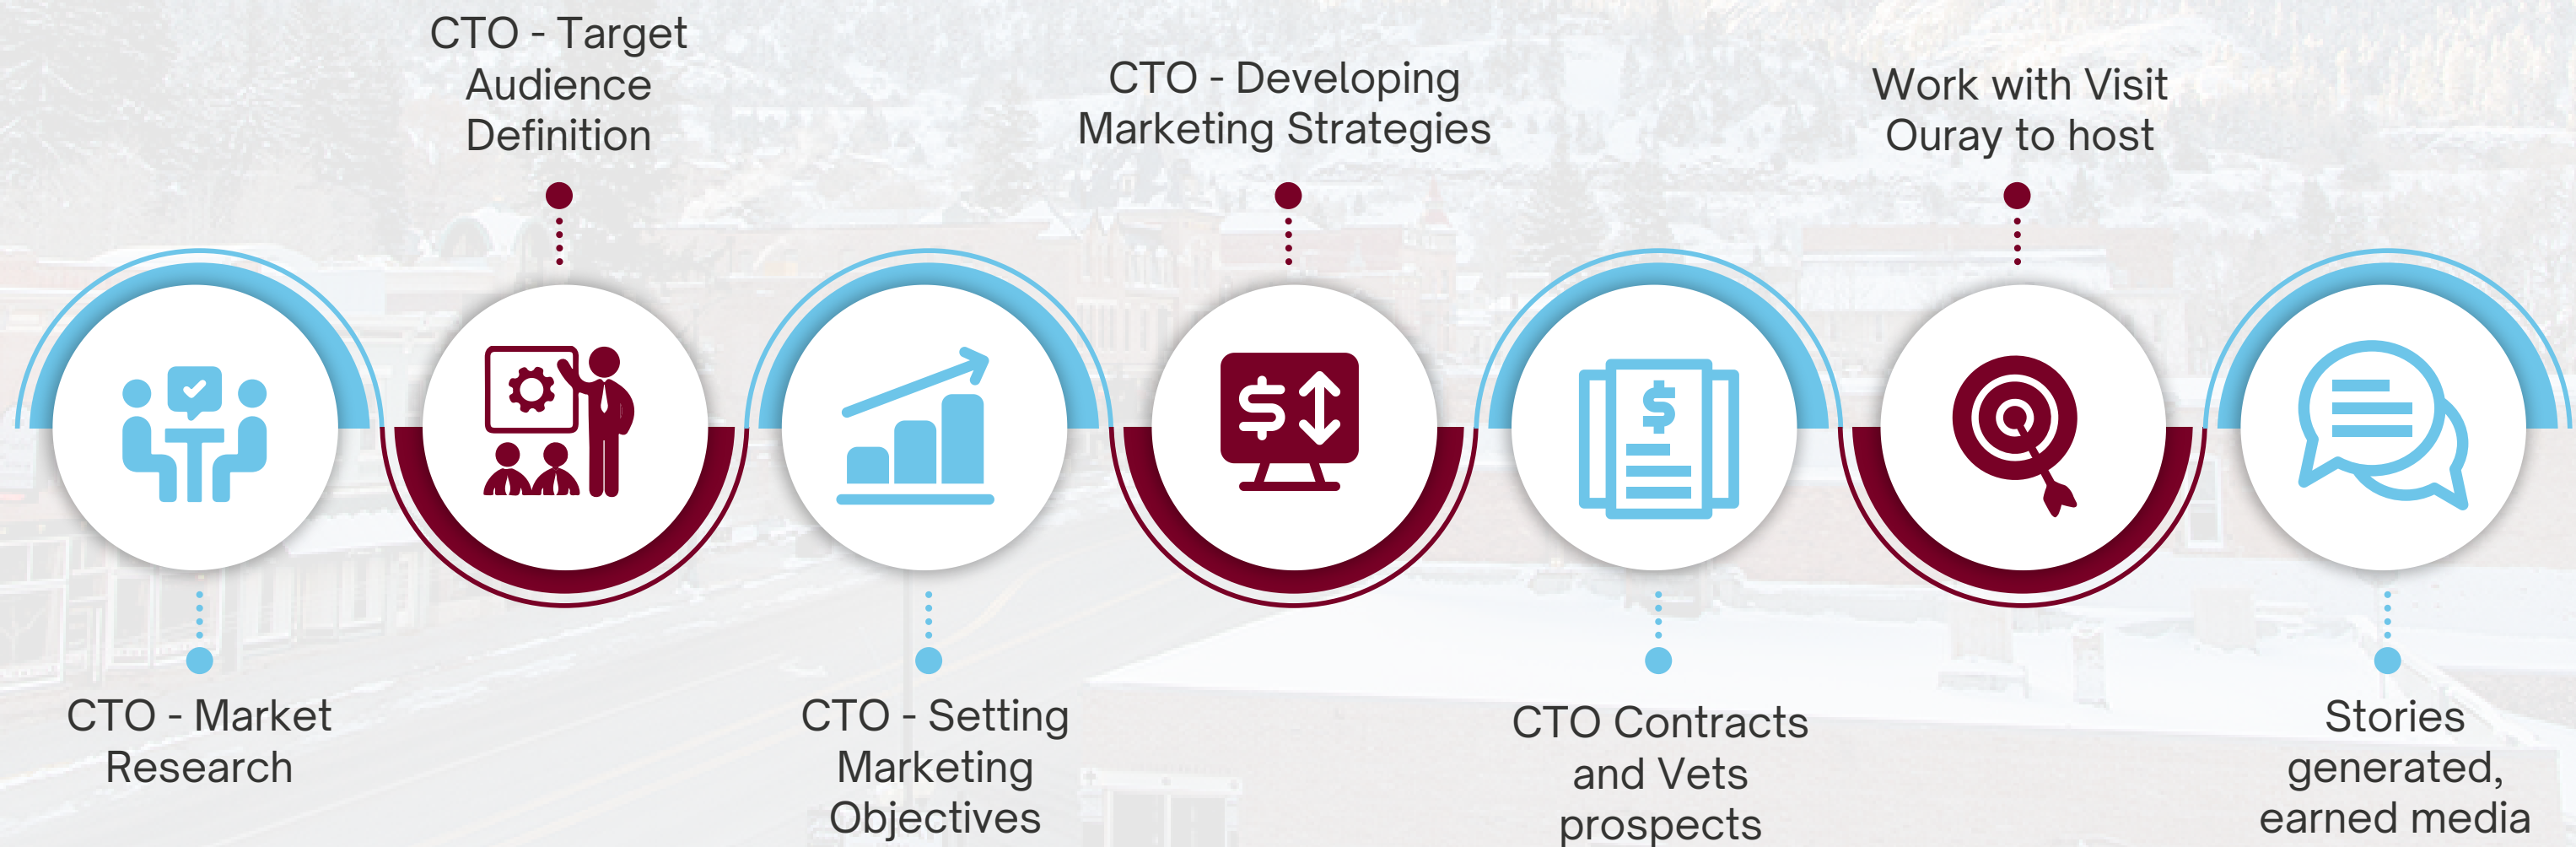 CTO - Market
Research
CTO - Target
Audience
Definition
CTO - Setting
Marketing
Objectives
CTO - Developing
Marketing Strategies
CTO Contracts
and Vets
prospects
Work with Visit
Ouray to host
Stories
generated,
earned media